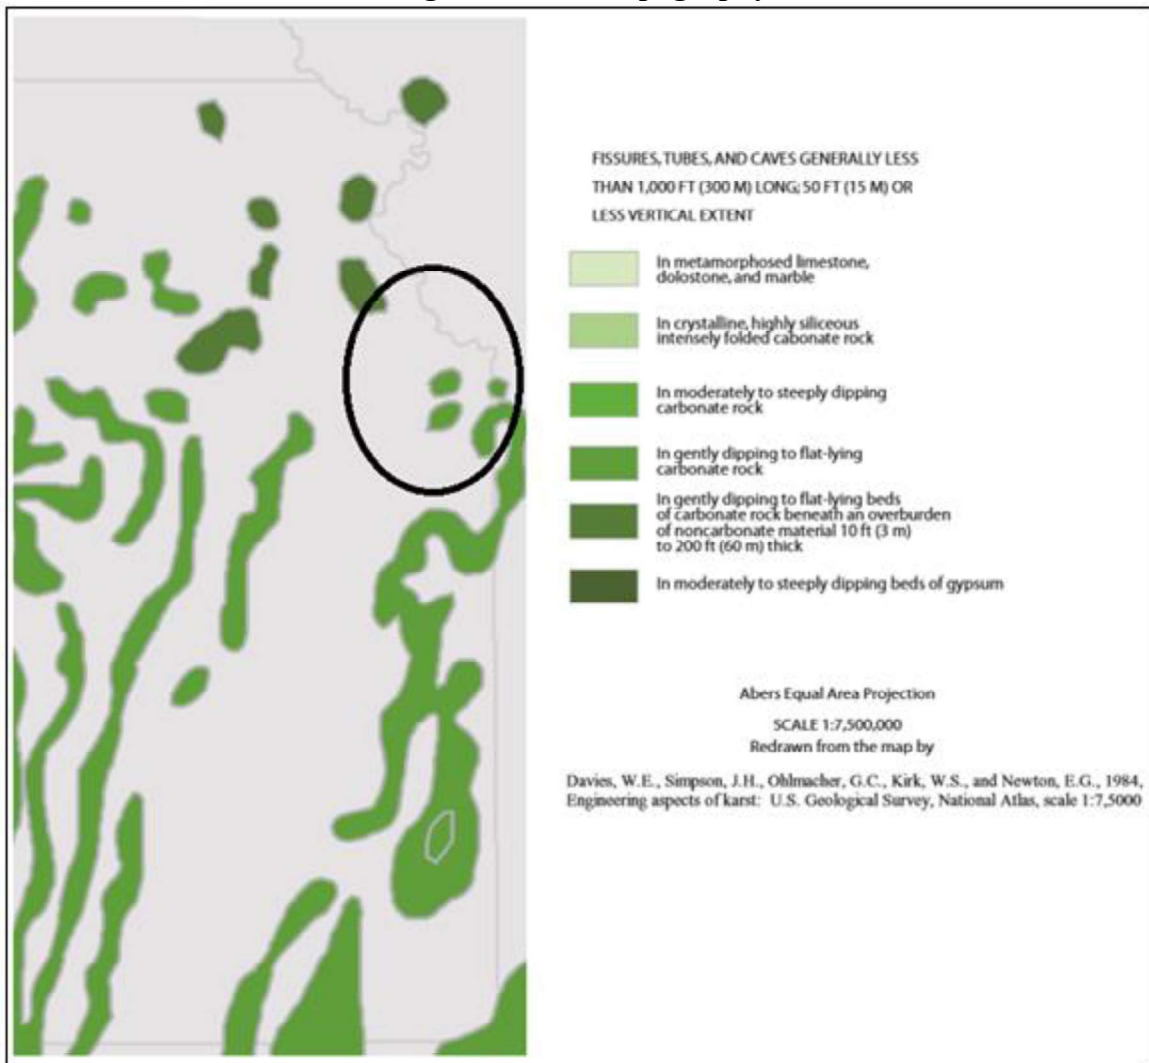 FISSURES, TUBES, AND CAVES GENERALLY LESS
THAN 1,000 FT (300 M) LONG; 50 FT (15 M) OR
LESS VERTICAL EXTENT
In metamorphosed limestone,
dolostone, and marble
In crystalline, highly siliceous
intensely folded cabonate rock
In moderately to steeply dipping
carbonate rock
In gently dipping to flat-lying
carbonate rock
In gently dipping to flat-lying beds
of carbonate rock beneath an overburden
of noncarbonate material 10 ft (3 m)
to 200 ft (60 m) thick
In moderately to steeply dipping beds of gypsum
Abers Equal Area Projection
SCALE 1:7,500,000
Redrawn from the map by
Davies, W.E., Simpson, J.H., Ohlmacher, G.C., Kirk, W.S., and Newton, E.G., 1984,
Engineering aspects of karst: U.S. Geological Survey, National Atlas, scale 1:7,5000